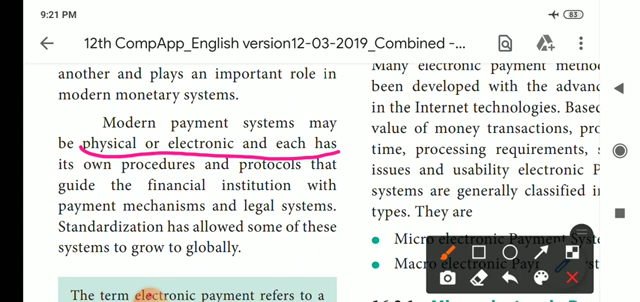 9:21 PM
83
12th CompApp_English version12-03-2019_Combined -...
another and plays an important role in
modern monetary systems.
Modern payment systems may
be physical or electronic and each has
its own procedures and protocols that
guide the financial institution with
payment mechanisms and legal systems.
Standardization has allowed some of these
systems to grow to globally.
The term electronic payment refers to a
Many electronic payment
been developed with the advanc
in the Internet technologies. Based
value of money transactions,
time, processing requirements,
issues and usability electronic P
systems are generally classified
types. They are
• Micro electronic Payment Syste
• Macro electronic